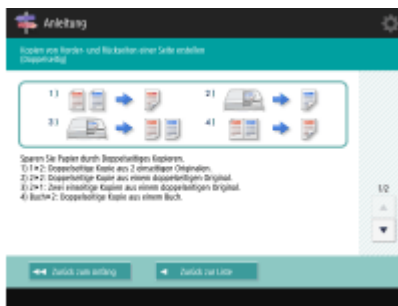 Anleitung
Kopien von Vorder- und Rückseiten einer Seite erstellen
(Doppelseitig)
1) 2)
3) 4)
Sparen Sie Papier durch Doppelseitiges Kopieren.
1) 1>2: Doppelseitige Kopie aus 2 einseitigen Originalen.
2) 2>2: Doppelseitige Kopie aus einem doppelseitigen Original.
3) 2>1: Zwei einseitige Kopien aus einem doppelseitigen Original.
4) Buch>2: Doppelseitige Kopie aus einem Buch.
1/2
Zurück zum Anfang Zurück zur Liste